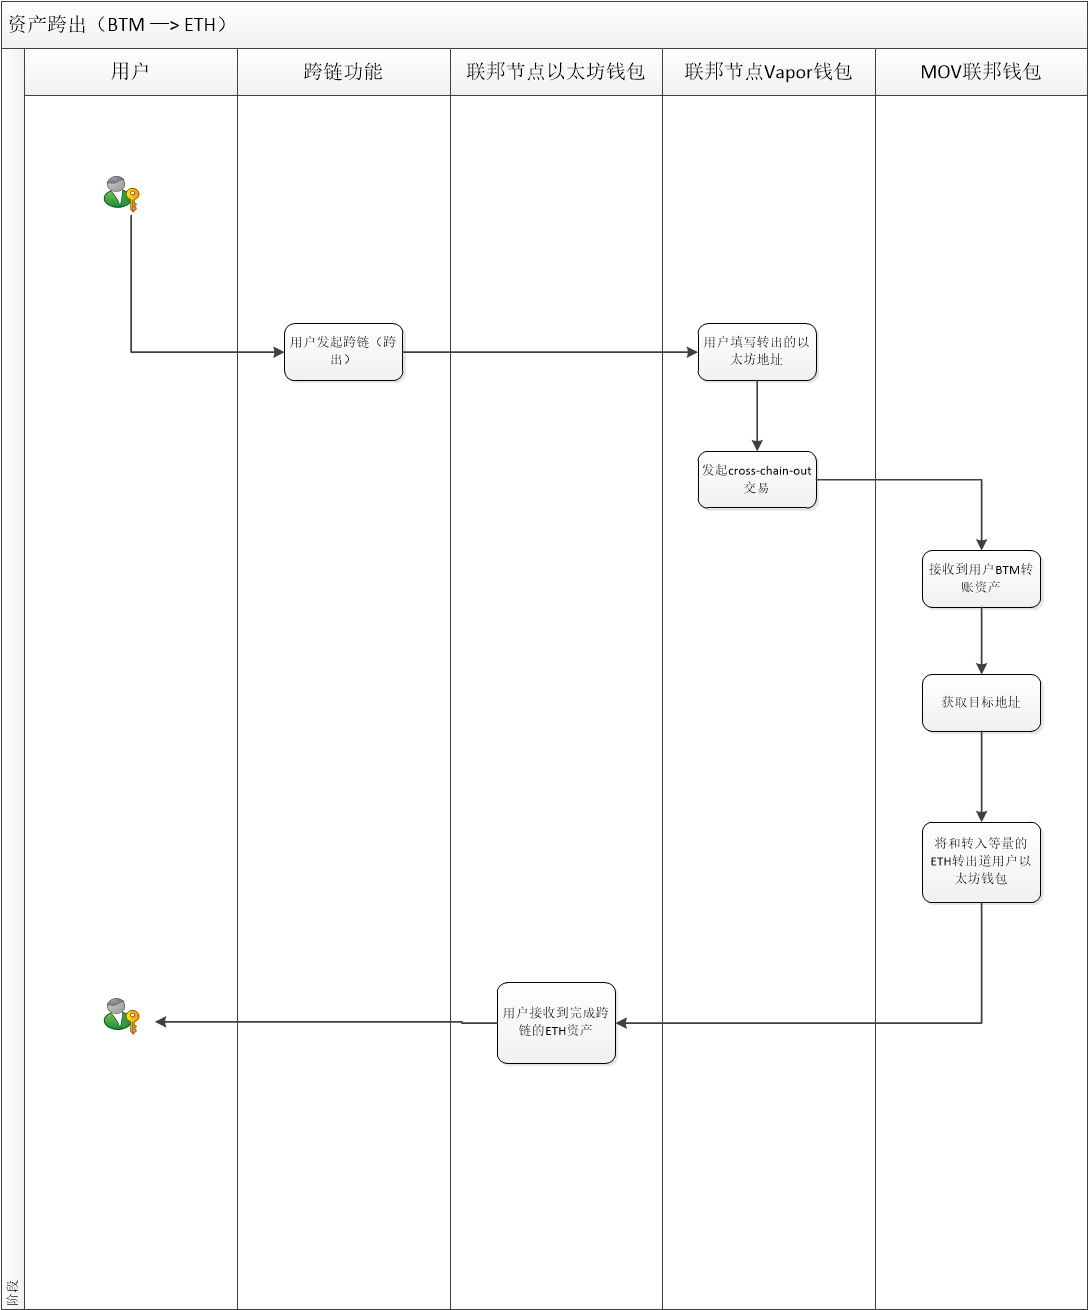 资产跨出（BTM —> ETH）
用户
跨链功能
联邦节点以太坊钱包
联邦节点Vapor钱包
MOV联邦钱包
用户发起跨链（跨
出）
用户填写转出的以
太坊地址
发起cross-chain-out
交易
接收到用户BTM转
账资产
获取目标地址
将和转入等量的
ETH转出道用户以
太坊钱包
用户接收到完成跨
链的ETH资产
阶段